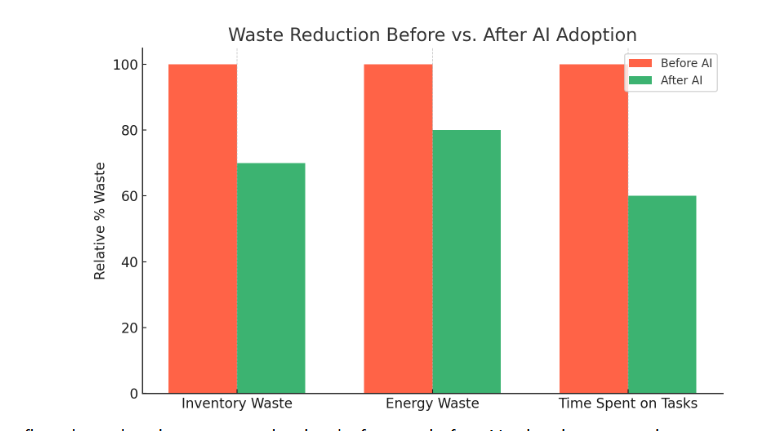 Waste Reduction Before vs. After AI Adoption
Before AI
After AI
100
80
60
40
20
0
Relative % Waste
Inventory Waste Energy Waste Time Spent on Tasks